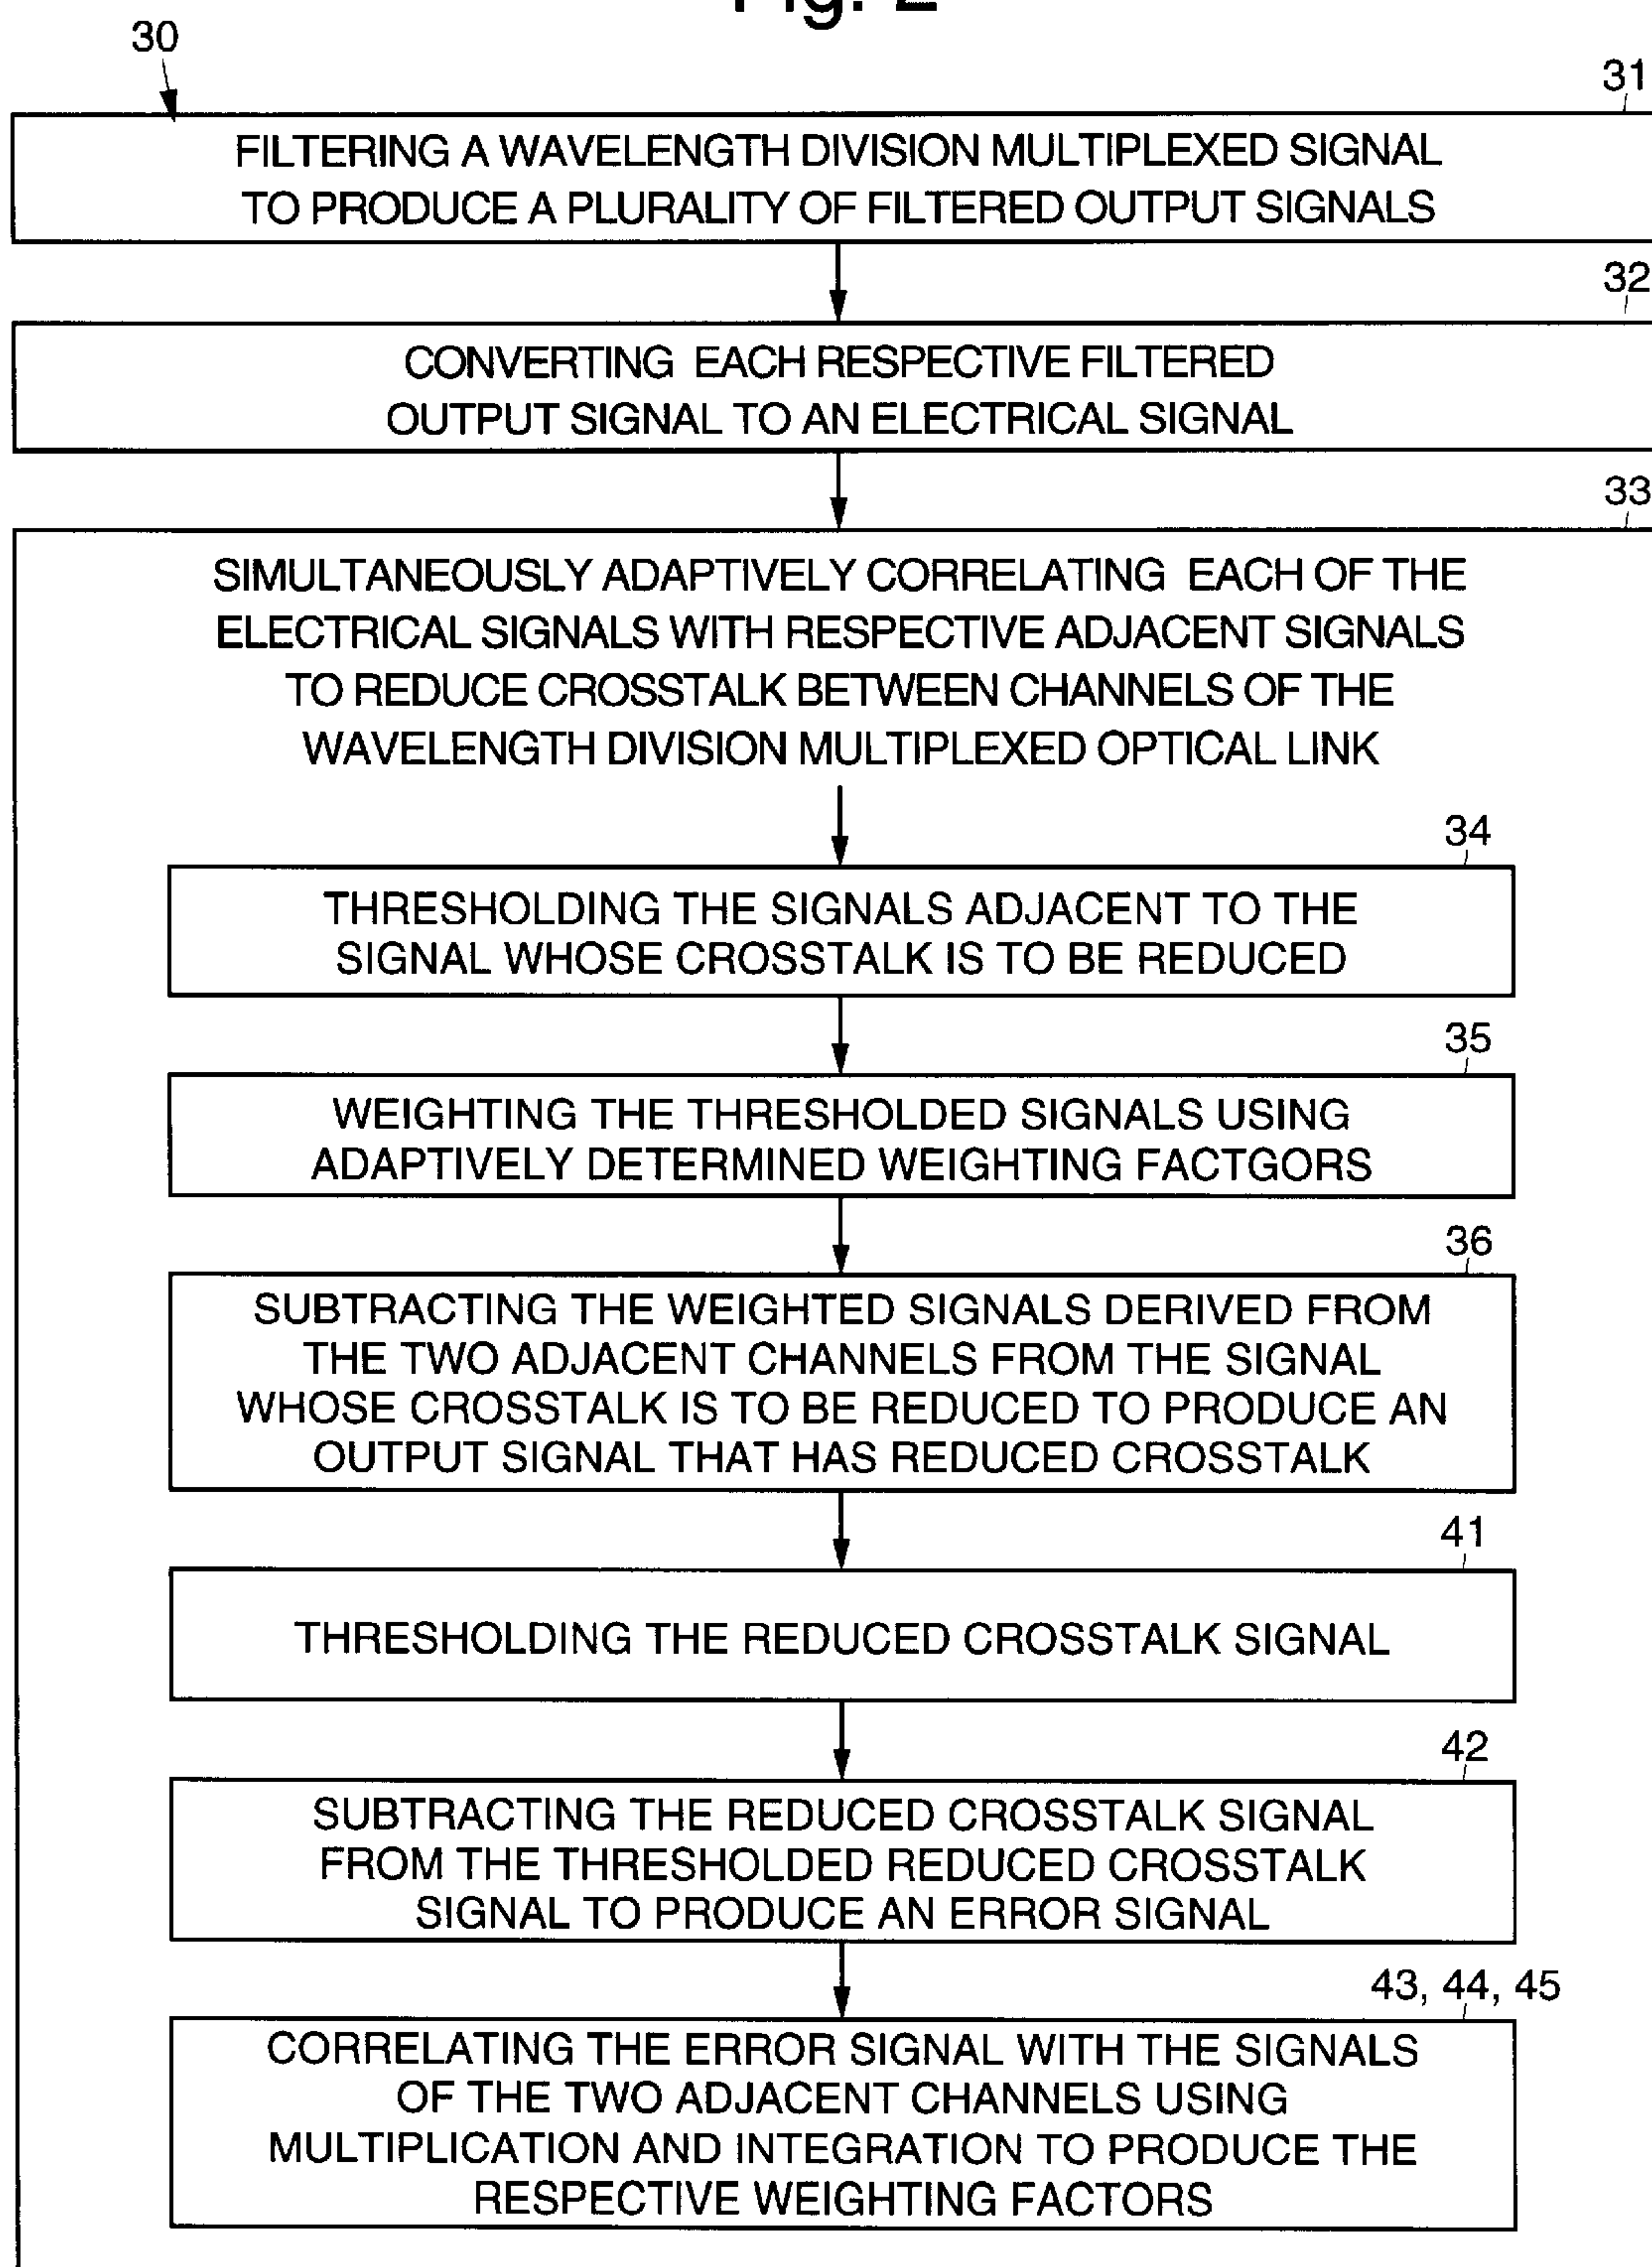 Fig. 2
30
31
FILTERING A WAVELENGTH DIVISION MULTIPLEXED SIGNAL
TO PRODUCE A PLURALITY OF FILTERED OUTPUT SIGNALS
32
CONVERTING EACH RESPECTIVE FILTERED
OUTPUT SIGNAL TO AN ELECTRICAL SIGNAL
33
SIMULTANEOUSLY ADAPTIVELY CORRELATING EACH OF THE
ELECTRICAL SIGNALS WITH RESPECTIVE ADJACENT SIGNALS
TO REDUCE CROSSTALK BETWEEN CHANNELS OF THE
WAVELENGTH DIVISION MULTIPLEXED OPTICAL LINK
34
THRESHOLDING THE SIGNALS ADJACENT TO THE
SIGNAL WHOSE CROSSTALK IS TO BE REDUCED
35
WEIGHTING THE THRESHOLDED SIGNALS USING
ADAPTIVELY DETERMINED WEIGHTING FACTGORS
36
SUBTRACTING THE WEIGHTED SIGNALS DERIVED FROM
THE TWO ADJACENT CHANNELS FROM THE SIGNAL
WHOSE CROSSTALK IS TO BE REDUCED TO PRODUCE AN
OUTPUT SIGNAL THAT HAS REDUCED CROSSTALK
41
THRESHOLDING THE REDUCED CROSSTALK SIGNAL
42
SUBTRACTING THE REDUCED CROSSTALK SIGNAL
FROM THE THRESHOLDED REDUCED CROSSTALK
SIGNAL TO PRODUCE AN ERROR SIGNAL
43, 44, 45
CORRELATING THE ERROR SIGNAL WITH THE SIGNALS
OF THE TWO ADJACENT CHANNELS USING
MULTIPLICATION AND INTEGRATION TO PRODUCE THE
RESPECTIVE WEIGHTING FACTORS